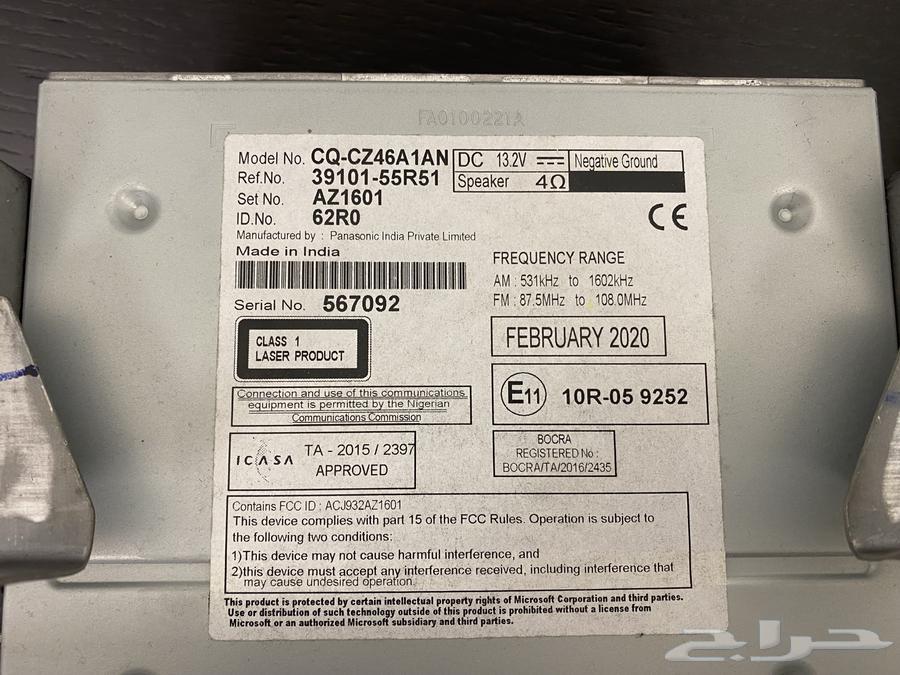 FA0100221A
Model No. CQ-CZ46A1AN
Ref.No. 39101-55R51
Set No. AZ1601
ID.No. 62R0
DC 13.2V Negative Ground
Speaker 4Ω
Manufactured by : Panasonic India Private Limited
Made in India
CE
Serial No. 567092
FREQUENCY RANGE
AM : 531kHz to 1602kHz
FM : 87.5MHz to 108.0MHz
CLASS 1
LASER PRODUCT
FEBRUARY 2020
Connection and use of this communications
equipment is permitted by the Nigerian
Communications Commission
E11 10R-05 9252
ICASA TA - 2015 / 2397
APPROVED
BOCRA
REGISTERED No :
BOCRA/TA/2016/2435
Contains FCC ID : ACJ932AZ1601
This device complies with part 15 of the FCC Rules. Operation is subject to
the following two conditions:
1)This device may not cause harmful interference, and
2)this device must accept any interference received, including interference that
may cause undesired operation.
This product is protected by certain intellectual property rights of Microsoft Corporation and third parties.
Use or distribution of such technology outside of this product is prohibited without a license from
Microsoft or an authorized Microsoft subsidiary and third parties.
حراج